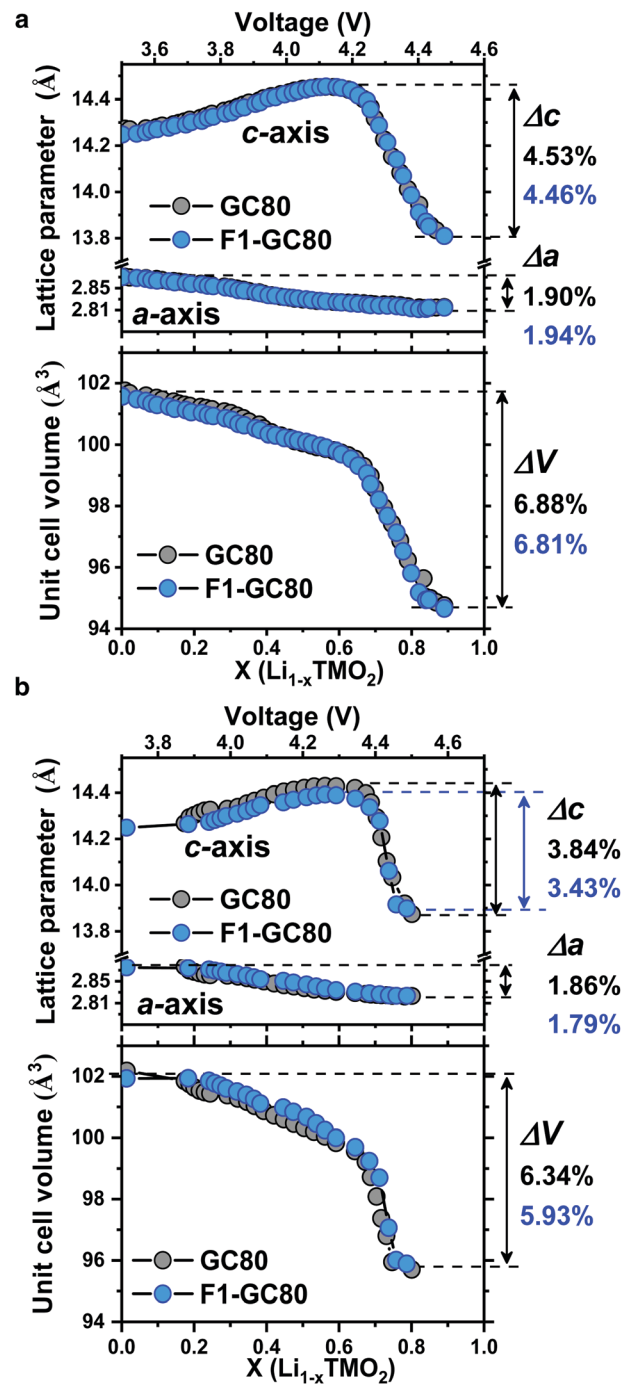 a
Voltage (V)
3.6 3.8 4.0 4.2 4.4 4.6
Lattice parameter (Å)
14.4
14.2
14.0
13.8
2.85
2.81
c-axis
GC80
F1-GC80
a-axis
Δc
4.53%
4.46%
Δa
1.90%
1.94%
Unit cell volume (Å³)
102
100
98
96
94
GC80
F1-GC80
ΔV
6.88%
6.81%
0.0 0.2 0.4 0.6 0.8 1.0
X (Li₁₋ₓTMO₂)
b
Voltage (V)
3.8 4.0 4.2 4.4 4.6
Lattice parameter (Å)
14.4
14.2
14.0
13.8
2.85
2.81
c-axis
GC80
F1-GC80
a-axis
Δc
3.84%
3.43%
Δa
1.86%
1.79%
Unit cell volume (Å³)
102
100
98
96
94
GC80
F1-GC80
ΔV
6.34%
5.93%
0.0 0.2 0.4 0.6 0.8 1.0
X (Li₁₋ₓTMO₂)